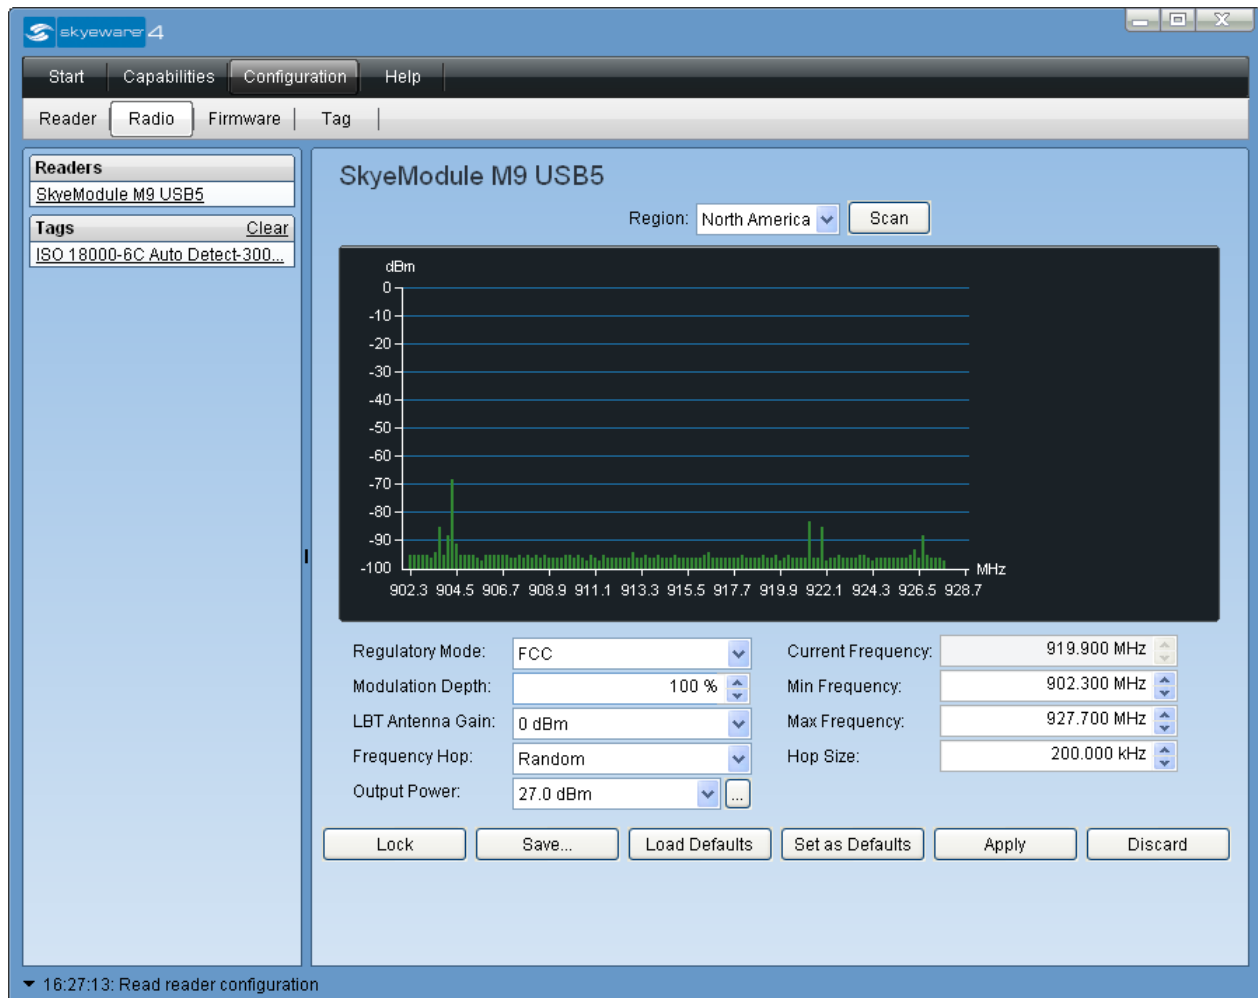 skyeware 4
Start Capabilities Configuration Help
Reader Radio Firmware Tag
Readers
SkyeModule M9 USB5
Tags Clear
ISO 18000-6C Auto Detect-300...
SkyeModule M9 USB5
Region: North America Scan
dBm
0
-10
-20
-30
-40
-50
-60
-70
-80
-90
-100
MHz
902.3 904.5 906.7 908.9 911.1 913.3 915.5 917.7 919.9 922.1 924.3 926.5 928.7
Regulatory Mode: FCC
Current Frequency: 919.900 MHz
Modulation Depth: 100 %
Min Frequency: 902.300 MHz
LBT Antenna Gain: 0 dBm
Max Frequency: 927.700 MHz
Frequency Hop: Random
Hop Size: 200.000 kHz
Output Power: 27.0 dBm ...
Lock Save... Load Defaults Set as Defaults Apply Discard
16:27:13: Read reader configuration